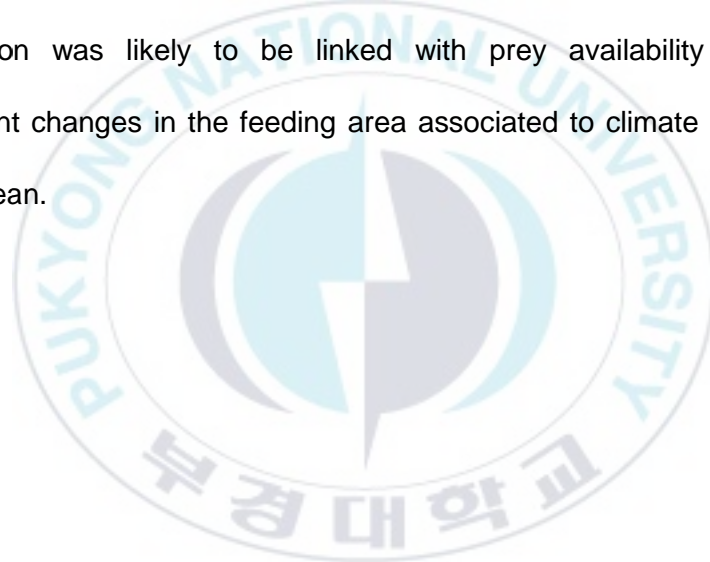 on was likely to be linked with prey availability
nt changes in the feeding area associated to climate
ean.
PUKYONG NATIONAL UNIVERSITY
부경대학교